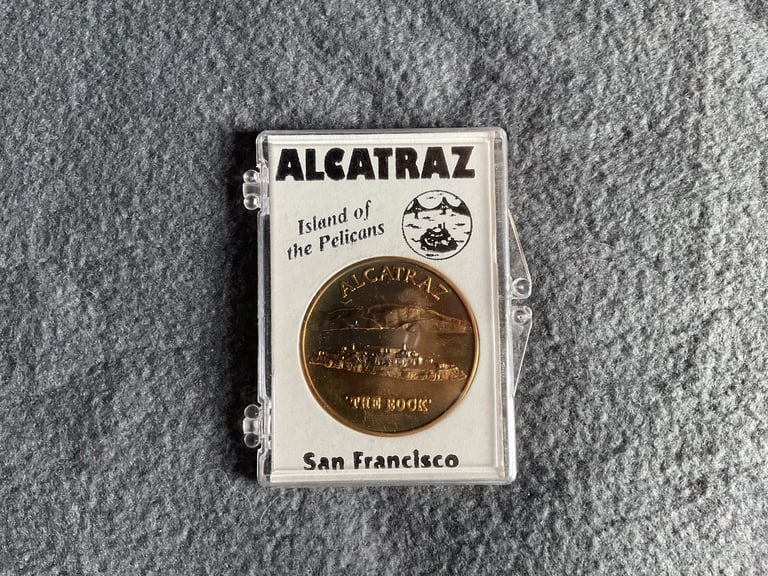 ALCATRAZ
Island of
the Pelicans
ALCATRAZ
'THE ROCK'
San Francisco